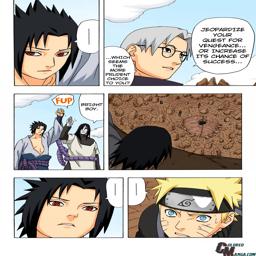 JEOPARDIZE
YOUR
QUEST FOR
VENGEANCE...
OR INCREASE
ITS CHANCE OF
SUCCESS...
...WHICH
SEEMS THE
MORE
PRUDENT
CHOICE TO
YOU?
FUP
BRIGHT
BOY.
COLORED
MANGA.COM